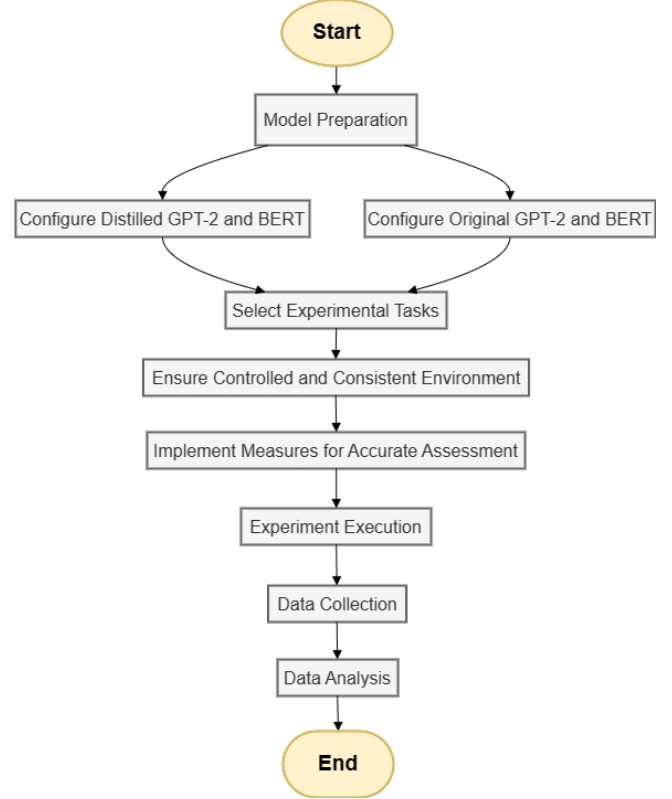 Start
Model Preparation
Configure Distilled GPT-2 and BERT
Configure Original GPT-2 and BERT
Select Experimental Tasks
Ensure Controlled and Consistent Environment
Implement Measures for Accurate Assessment
Experiment Execution
Data Collection
Data Analysis
End